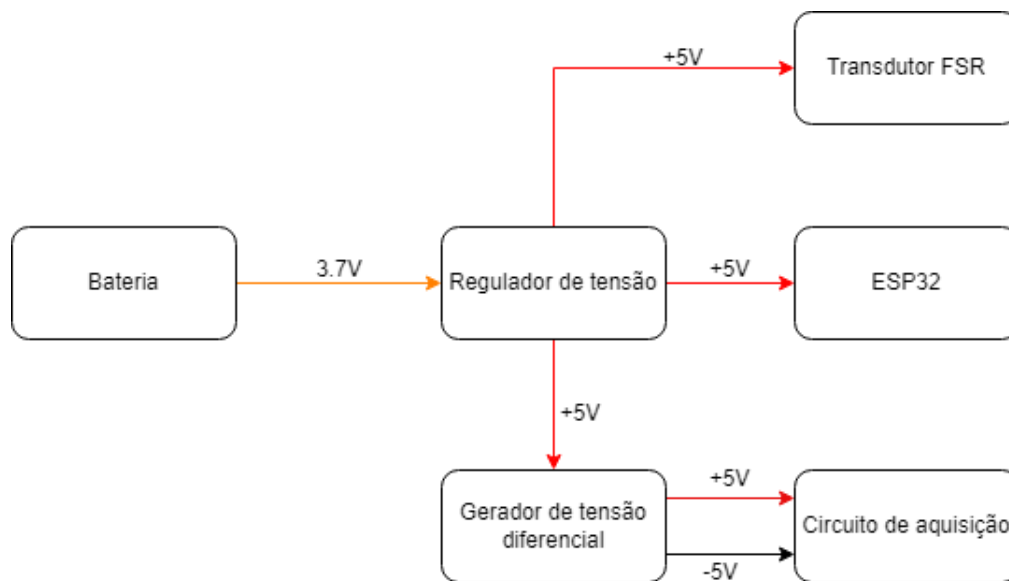 +5V
Transdutor FSR
Bateria
3.7V
Regulador de tensão
+5V
ESP32
+5V
Gerador de tensão
diferencial
+5V
-5V
Circuito de aquisição